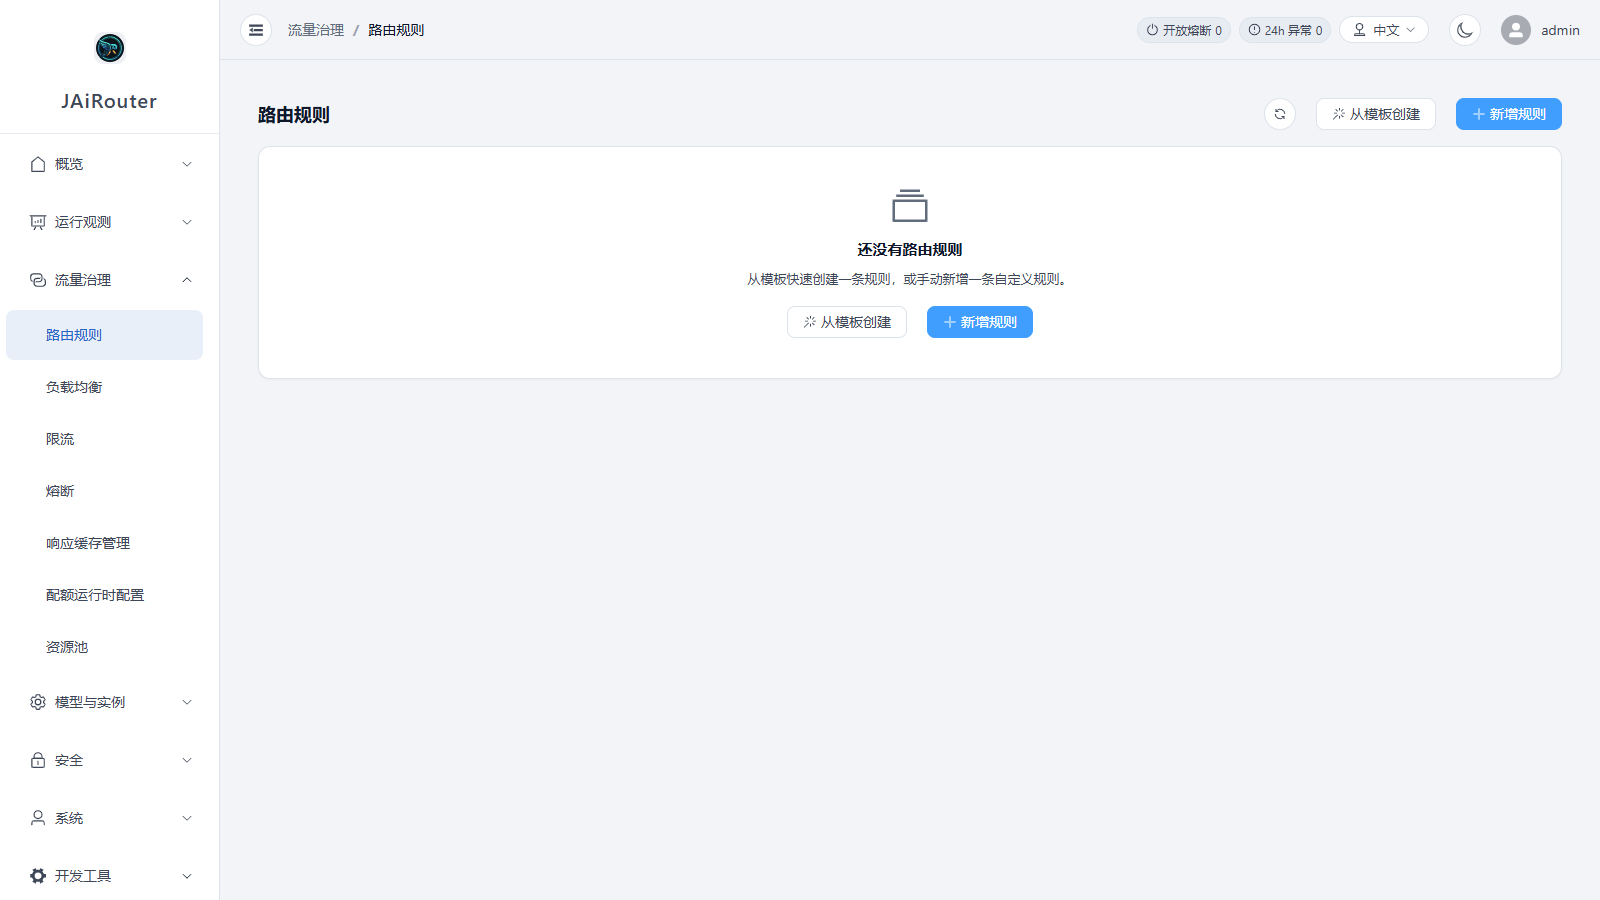 JAiRouter
概览
运行观测
流量治理
路由规则
负载均衡
限流
熔断
响应缓存管理
配额运行时配置
资源池
模型与实例
安全
系统
开发工具
流量治理 / 路由规则
开放熔断 0
24h 异常 0
中文
admin
路由规则
从模板创建
新增规则
还没有路由规则
从模板快速创建一条规则，或手动新增一条自定义规则。
从模板创建
新增规则